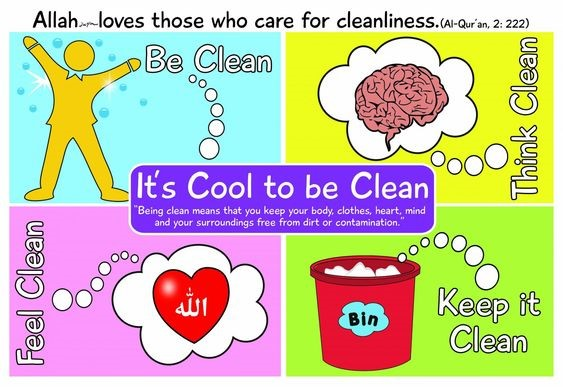 Allah loves those who care for cleanliness.(Al-Qur'an, 2: 222)
Be Clean
Think Clean
It's Cool to be Clean
"Being clean means that you keep your body, clothes, heart, mind
and your surroundings free from dirt or contamination."
Feel Clean
الله
Bin
Keep it
Clean